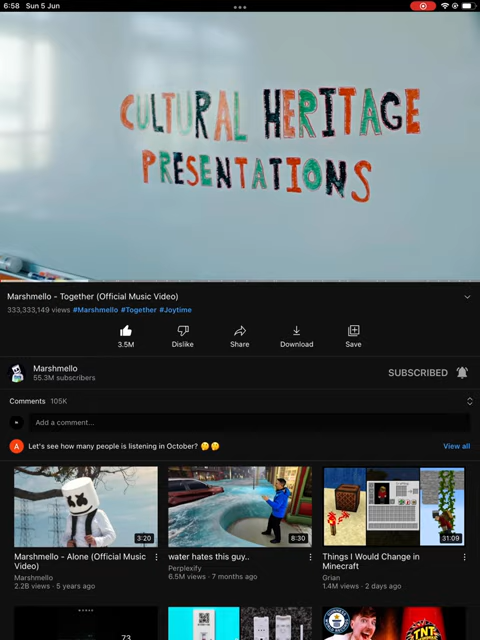 6:58 Sun 5 Jun
CULTURAL HERITAGE
PRESENTATIONS
Marshmello - Together (Official Music Video)
333,333,149 views #Marshmello #Together #Joytime
3.5M Dislike Share Download Save
Marshmello
55.3M subscribers
SUBSCRIBED
Comments 105K
Add a comment...
A Let's see how many people is listening in October? 🤔🤔 View all
3:20
8:30
31:09
Marshmello - Alone (Official Music
Video)
Marshmello
2.2B views · 5 years ago
water hates this guy..
Perplexify
6.5M views · 7 months ago
Things I Would Change in
Minecraft
Grian
1.4M views · 2 days ago
73
TNT